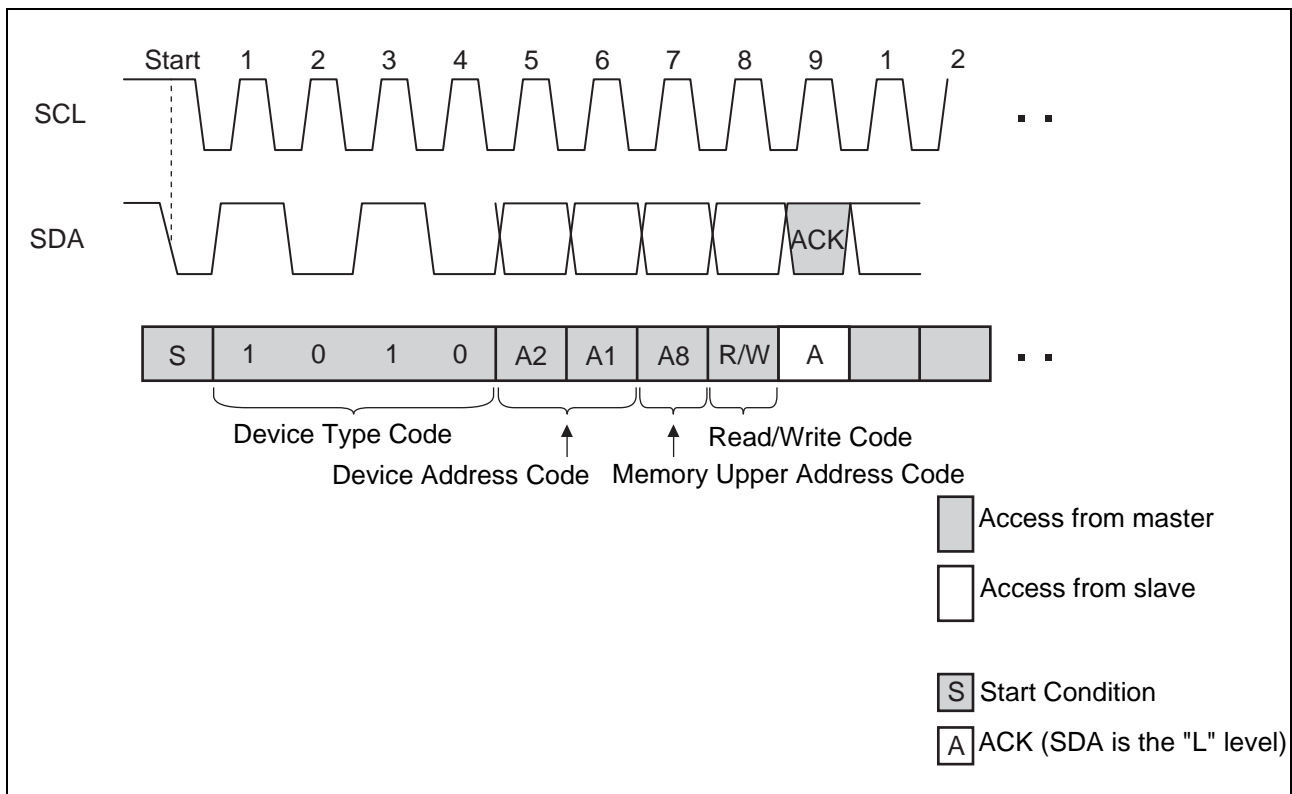 Start 1 2 3 4 5 6 7 8 9 1 2
SCL
. .
SDA
ACK
S 1 0 1 0 A2 A1 A8 R/W A
. .
Device Type Code
Read/Write Code
Device Address Code
Memory Upper Address Code
Access from master
Access from slave
S Start Condition
A ACK (SDA is the "L" level)